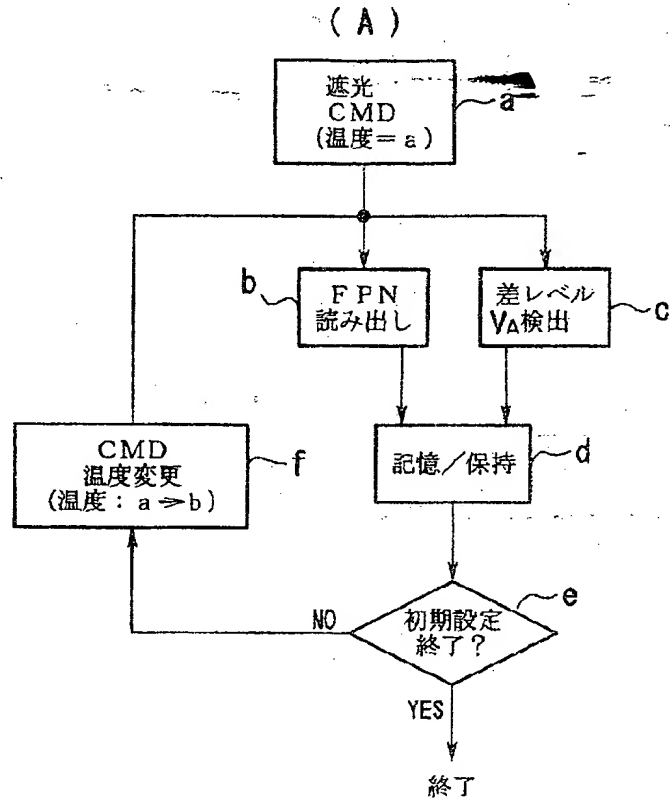 (A)
遮光
CMD
(温度=a)
a
b
FPN
読み出し
差レベル
VA検出
c
CMD
温度変更
(温度:a→b)
f
記憶/保持
d
NO
初期設定
終了?
e
YES
終了